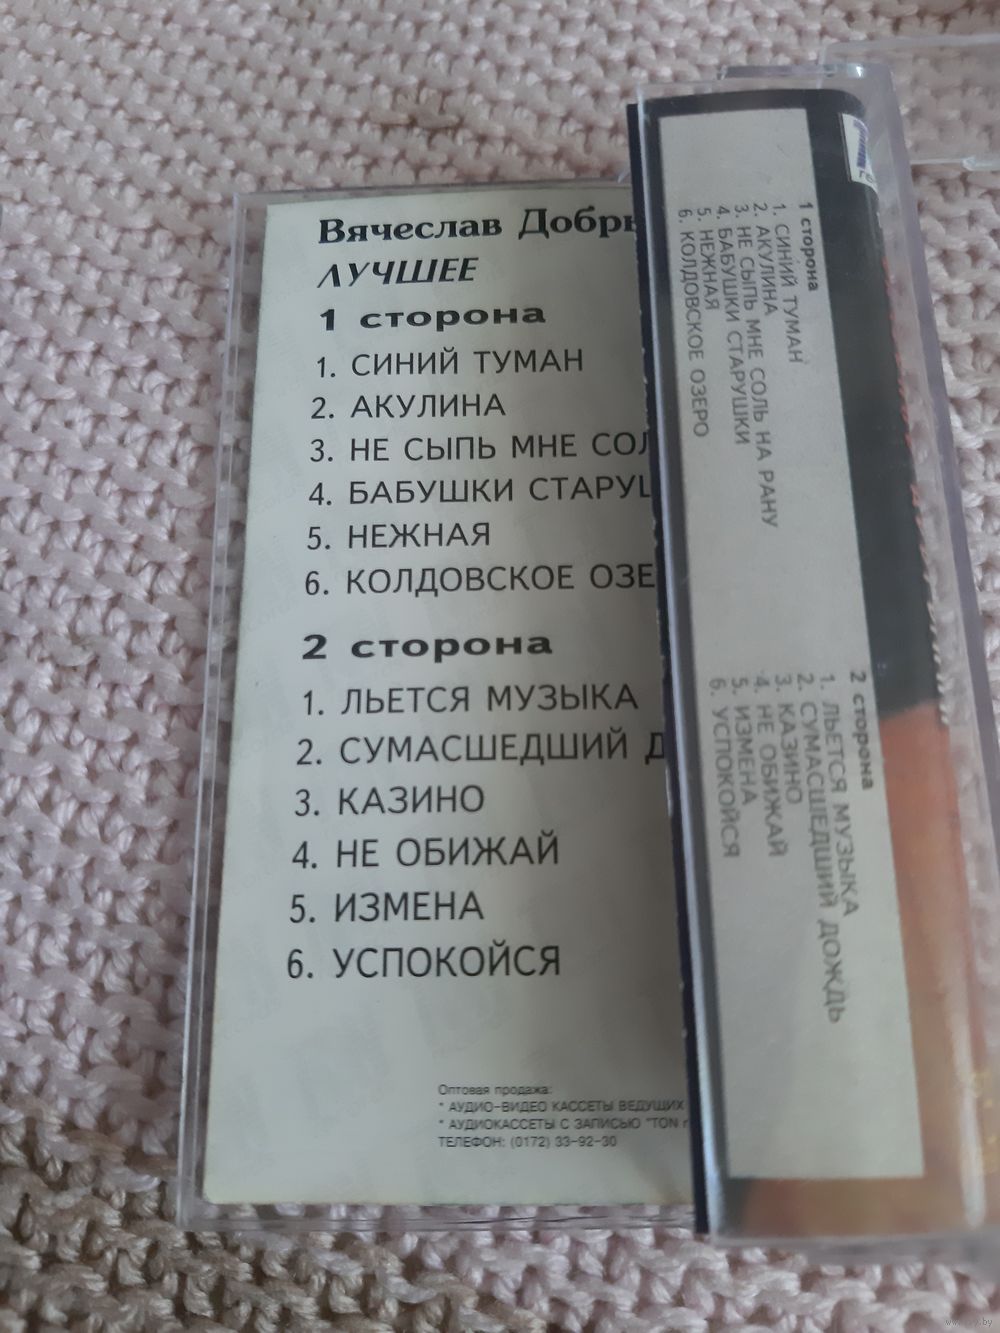 Вячеслав Добры
ЛУЧШЕЕ
1 сторона
1. СИНИЙ ТУМАН
2. АКУЛИНА
3. НЕ СЫПЬ МНЕ СОЛ
4. БАБУШКИ СТАРУШ
5. НЕЖНАЯ
6. КОЛДОВСКОЕ ОЗЕ
2 сторона
1. ЛЬЕТСЯ МУЗЫКА
2. СУМАСШЕДШИЙ Д
3. КАЗИНО
4. НЕ ОБИЖАЙ
5. ИЗМЕНА
6. УСПОКОЙСЯ
Оптовая продажа:
* АУДИО-ВИДЕО КАССЕТЫ ВЕДУЩИХ
* АУДИОКАССЕТЫ С ЗАПИСЬЮ "TON
ТЕЛЕФОН: (0172) 33-92-30
1 сторона
1. СИНИЙ ТУМАН
2. АКУЛИНА
3. НЕ СЫПЬ МНЕ СОЛЬ НА РАНУ
4. БАБУШКИ СТАРУШКИ
5. НЕЖНАЯ
6. КОЛДОВСКОЕ ОЗЕРО
2 сторона
1. ЛЬЕТСЯ МУЗЫКА
2. СУМАСШЕДШИЙ ДОЖДЬ
3. КАЗИНО
4. НЕ ОБИЖАЙ
5. ИЗМЕНА
6. УСПОКОЙСЯ